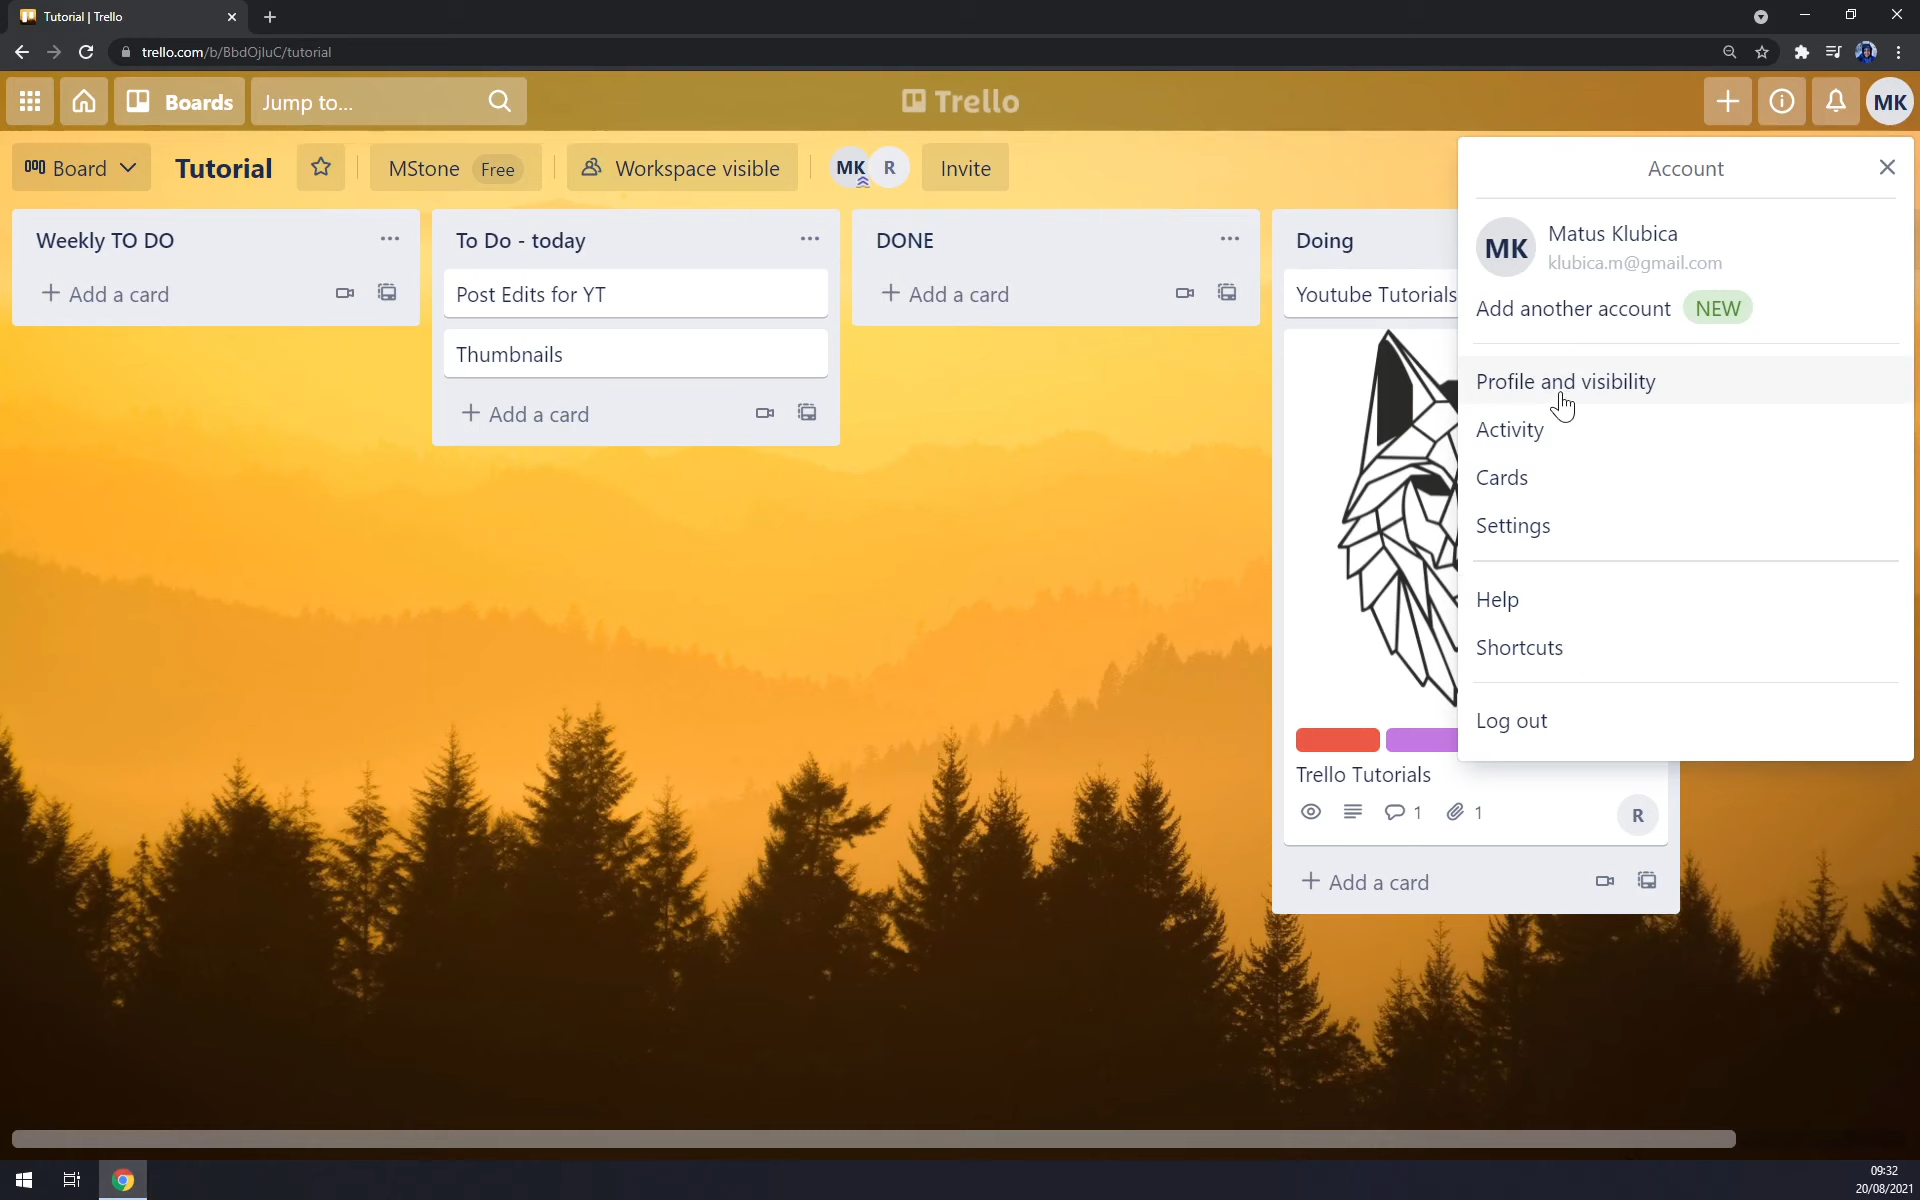 Tutorial | Trello
trello.com/b/BbdOjluC/tutorial
Boards
Jump to...
Trello
MK
Board
Tutorial
MStone Free
Workspace visible
MK R
Invite
Account
MK
Matus Klubica
klubica.m@gmail.com
Add another account NEW
Profile and visibility
Activity
Cards
Settings
Help
Shortcuts
Log out
Weekly TO DO
Add a card
To Do - today
Post Edits for YT
Thumbnails
Add a card
DONE
Add a card
Doing
Youtube Tutorials
Trello Tutorials
1 1
R
Add a card
09:32
20/08/2021